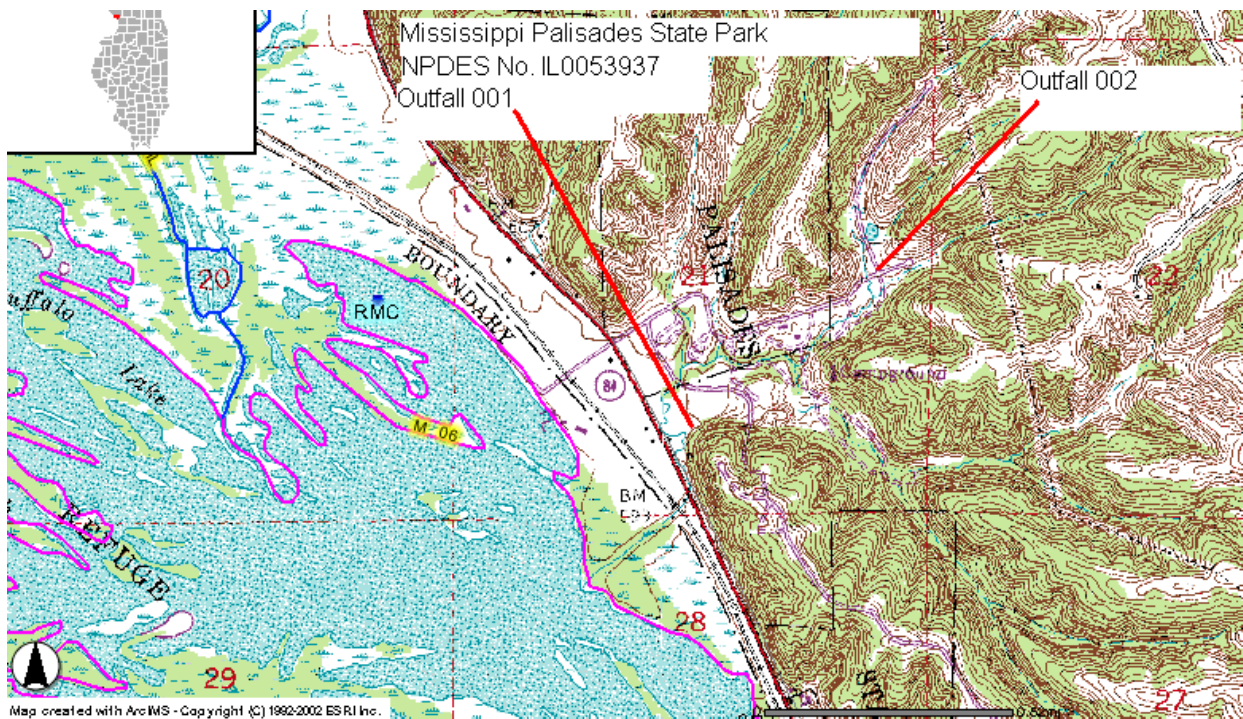 Mississippi Palisades State Park
NPDES No. IL0053937
Outfall 001
Outfall 002
PALISADES
BOUNDARY
20
21
22
RMC
Lake
84
M-06
BM
REFUGE
28
29
27
Map created with ArcIMS - Copyright (C) 1992-2002 ESRI Inc.